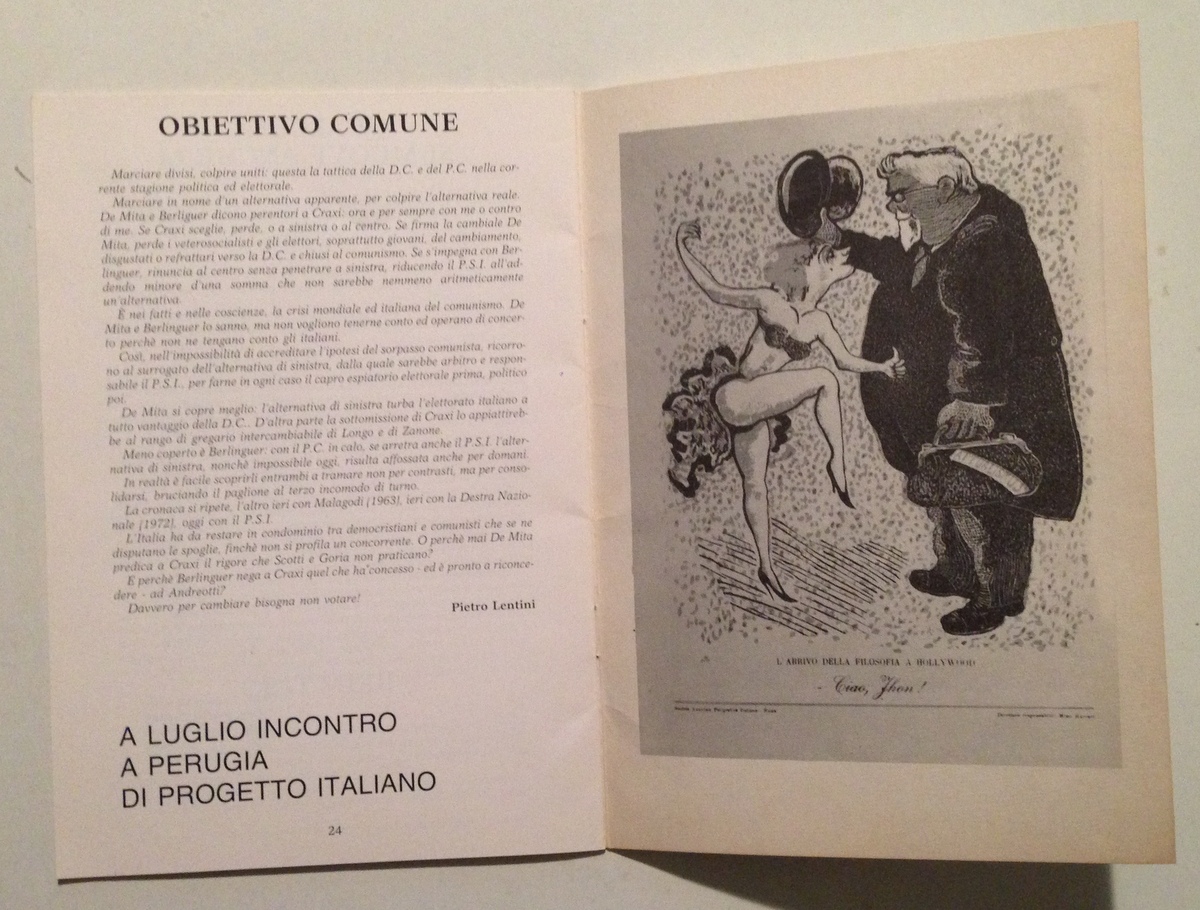 OBIETTIVO COMUNE
Marciare divisi, colpire uniti: questa la tattica della D.C. e del P.C. nella cor-
rente stagione politica ed elettorale.
Marciare in nome d'un alternativa apparente, per colpire l'alternativa reale.
De Mita e Berliguer dicono perentori a Craxi: ora e per sempre con me o contro
di me. Se Craxi sceglie, perde, o a sinistra o al centro. Se firma la cambiale De
Mita, perde i veterosocialisti e gli elettori, soprattutto giovani, del cambiamento,
disgustati o refrattari verso la D.C. e chiusi al comunismo. Se s'impegna con Ber-
linguer, rinuncia al centro senza penetrare a sinistra, riducendo il P.S.I. all'ad-
dendo minore d'una somma che non sarebbe nemmeno aritmeticamente
un'alternativa.
È nei fatti e nelle coscienze, la crisi mondiale ed italiana del comunismo. De
Mita e Berlinguer lo sanno, ma non vogliono tenerne conto ed operano di concer-
to perchè non ne tengano conto gli italiani.
Così, nell'impossibilità di accreditare l'ipotesi del sorpasso comunista, ricorro-
no al surrogato dell'alternativa di sinistra, dalla quale sarebbe arbitro e respon-
sabile il P.S.I., per farne in ogni caso il capro espiatorio elettorale prima, politico
poi.
De Mita si copre meglio: l'alternativa di sinistra turba l'elettorato italiano a
tutto vantaggio della D.C.. D'altra parte la sottomissione di Craxi lo appiattireb-
be al rango di gregario intercambiabile di Longo e di Zanone.
Meno coperto è Berlinguer: con il P.C. in calo, se arretra anche il P.S.I. l'alter-
nativa di sinistra, nonchè impossibile oggi, risulta affossata anche per domani.
In realtà è facile scoprirli entrambi a tramare non per contrasti, ma per conso-
lidarsi, bruciando il paglione al terzo incomodo di turno.
La cronaca si ripete, l'altro ieri con Malagodi [1963], ieri con la Destra Nazio-
nale [1972], oggi con il P.S.I.
L'Italia ha da restare in condominio tra democristiani e comunisti che se ne
disputano le spoglie, finchè non si profila un concorrente. O perchè mai De Mita
predica a Craxi il rigore che Scotti e Goria non praticano?
E perchè Berlinguer nega a Craxi quel che ha concesso - ed è pronto a riconce-
dere - ad Andreotti?
Davvero per cambiare bisogna non votare!
Pietro Lentini
A LUGLIO INCONTRO
A PERUGIA
DI PROGETTO ITALIANO
24
L'ARRIVO DELLA FILOSOFIA A HOLLYWOOD
- Ciao, Jhon!